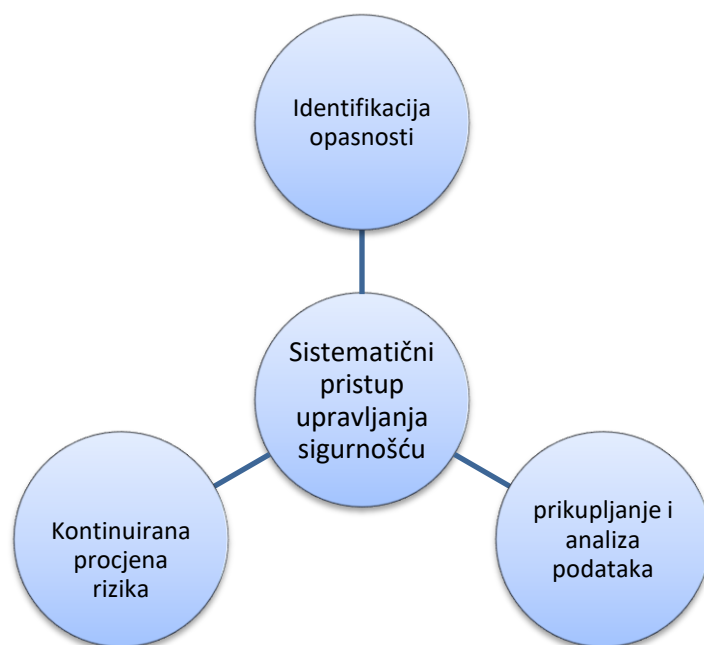 Identifikacija
opasnosti
Sistematični
pristup
upravljanja
sigurnošću
Kontinuirana
procjena
rizika
prikupljanje i
analiza
podataka